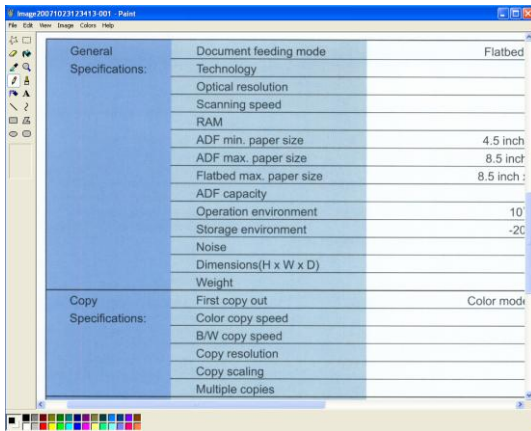 Image20071023123413-001 - Paint
File Edit View Image Colors Help
General Document feeding mode Flatbed
Specifications: Technology
Optical resolution
Scanning speed
RAM
ADF min. paper size 4.5 inch
ADF max. paper size 8.5 inch
Flatbed max. paper size 8.5 inch :
ADF capacity
Operation environment 10
Storage environment -20
Noise
Dimensions(H x W x D)
Weight
Copy First copy out Color mode
Specifications: Color copy speed
B/W copy speed
Copy resolution
Copy scaling
Multiple copies